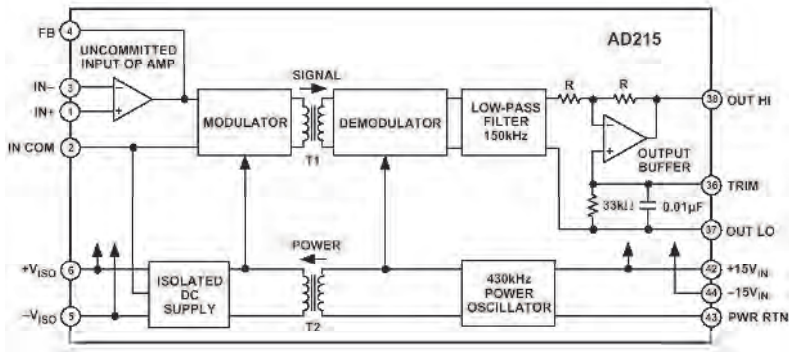 FB
4
UNCOMMITTED
INPUT OP AMP
AD215
IN–
3
–
SIGNAL
R
R
IN+
1
+
MODULATOR
DEMODULATOR
LOW-PASS
FILTER
150kHz
–
+
38
OUT HI
IN COM
2
T1
OUTPUT
BUFFER
36
TRIM
33kΩ
0.01µF
37
OUT LO
POWER
+VISO
6
ISOLATED
DC
SUPPLY
430kHz
POWER
OSCILLATOR
42
+15VIN
44
–15VIN
–VISO
5
T2
43
PWR RTN